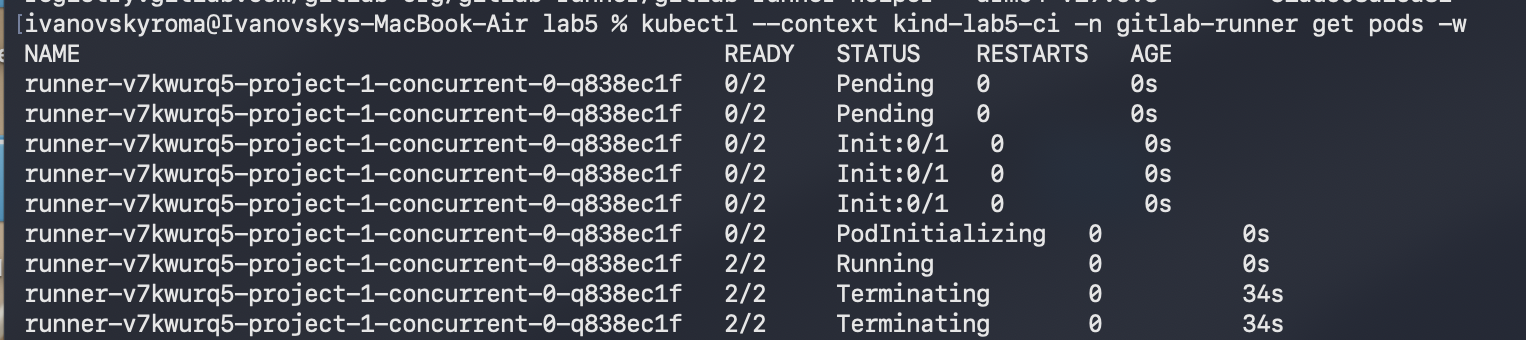 [ivanovskyroma@Ivanovskys-MacBook-Air lab5 % kubectl --context kind-lab5-ci -n gitlab-runner get pods -w
NAME READY STATUS RESTARTS AGE
runner-v7kwurq5-project-1-concurrent-0-q838ec1f 0/2 Pending 0 0s
runner-v7kwurq5-project-1-concurrent-0-q838ec1f 0/2 Pending 0 0s
runner-v7kwurq5-project-1-concurrent-0-q838ec1f 0/2 Init:0/1 0 0s
runner-v7kwurq5-project-1-concurrent-0-q838ec1f 0/2 Init:0/1 0 0s
runner-v7kwurq5-project-1-concurrent-0-q838ec1f 0/2 Init:0/1 0 0s
runner-v7kwurq5-project-1-concurrent-0-q838ec1f 0/2 PodInitializing 0 0s
runner-v7kwurq5-project-1-concurrent-0-q838ec1f 2/2 Running 0 0s
runner-v7kwurq5-project-1-concurrent-0-q838ec1f 2/2 Terminating 0 34s
runner-v7kwurq5-project-1-concurrent-0-q838ec1f 2/2 Terminating 0 34s